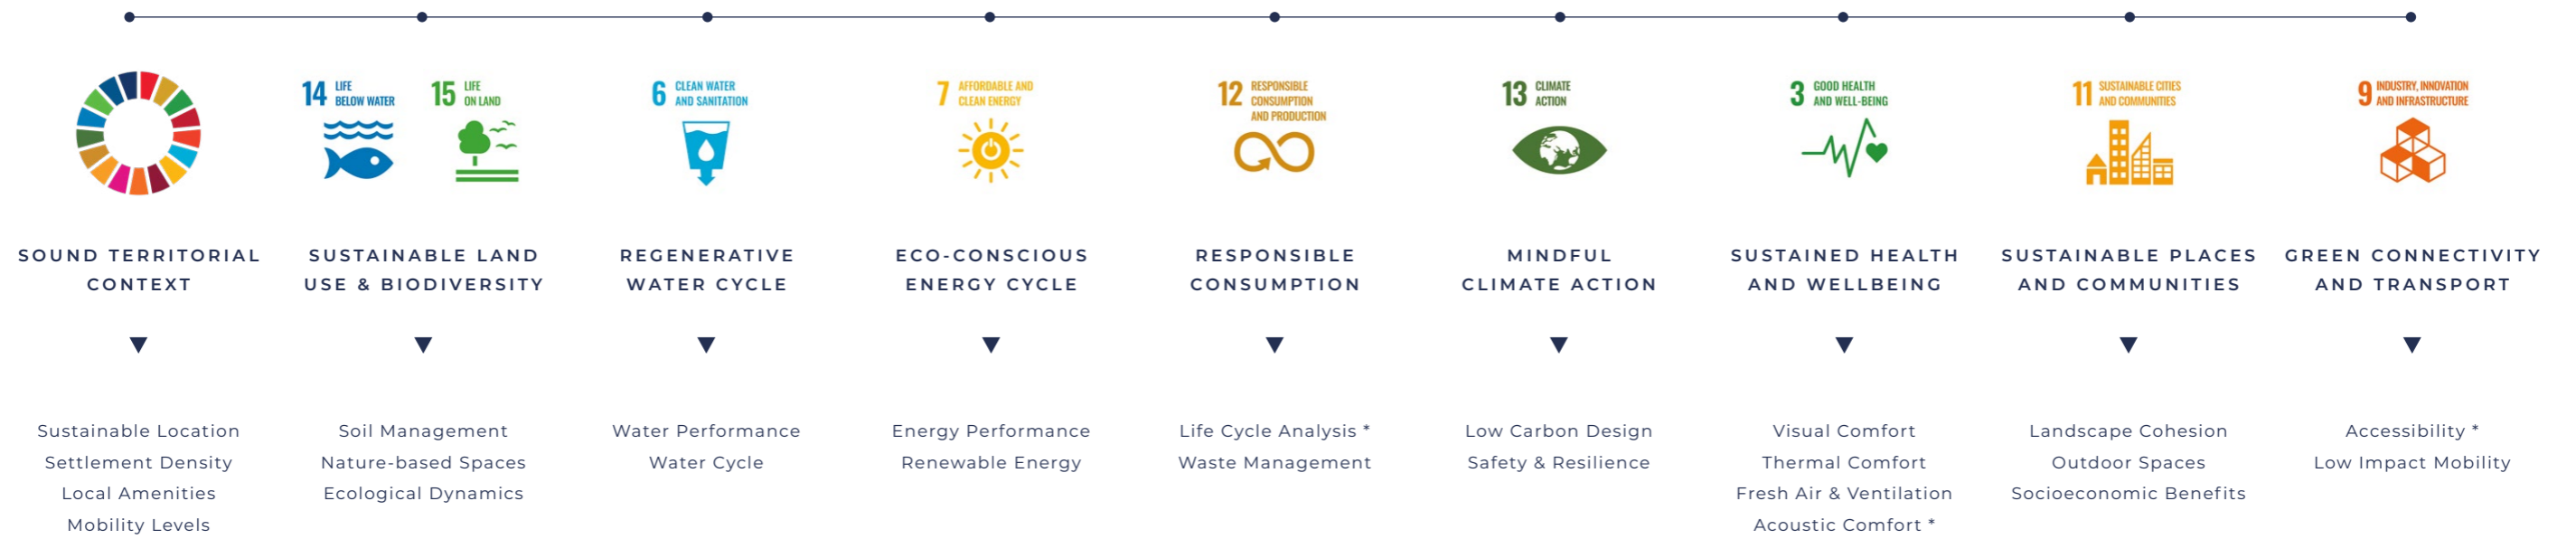 14 LIFE
BELOW WATER
15 LIFE
ON LAND
6 CLEAN WATER
AND SANITATION
7 AFFORDABLE AND
CLEAN ENERGY
12 RESPONSIBLE
CONSUMPTION
AND PRODUCTION
13 CLIMATE
ACTION
3 GOOD HEALTH
AND WELL-BEING
11 SUSTAINABLE CITIES
AND COMMUNITIES
9 INDUSTRY, INNOVATION
AND INFRASTRUCTURE
SOUND TERRITORIAL
CONTEXT
SUSTAINABLE LAND
USE & BIODIVERSITY
REGENERATIVE
WATER CYCLE
ECO-CONSCIOUS
ENERGY CYCLE
RESPONSIBLE
CONSUMPTION
MINDFUL
CLIMATE ACTION
SUSTAINED HEALTH
AND WELLBEING
SUSTAINABLE PLACES
AND COMMUNITIES
GREEN CONNECTIVITY
AND TRANSPORT
Sustainable Location
Settlement Density
Local Amenities
Mobility Levels
Soil Management
Nature-based Spaces
Ecological Dynamics
Water Performance
Water Cycle
Energy Performance
Renewable Energy
Life Cycle Analysis *
Waste Management
Low Carbon Design
Safety & Resilience
Visual Comfort
Thermal Comfort
Fresh Air & Ventilation
Acoustic Comfort *
Landscape Cohesion
Outdoor Spaces
Socioeconomic Benefits
Accessibility *
Low Impact Mobility